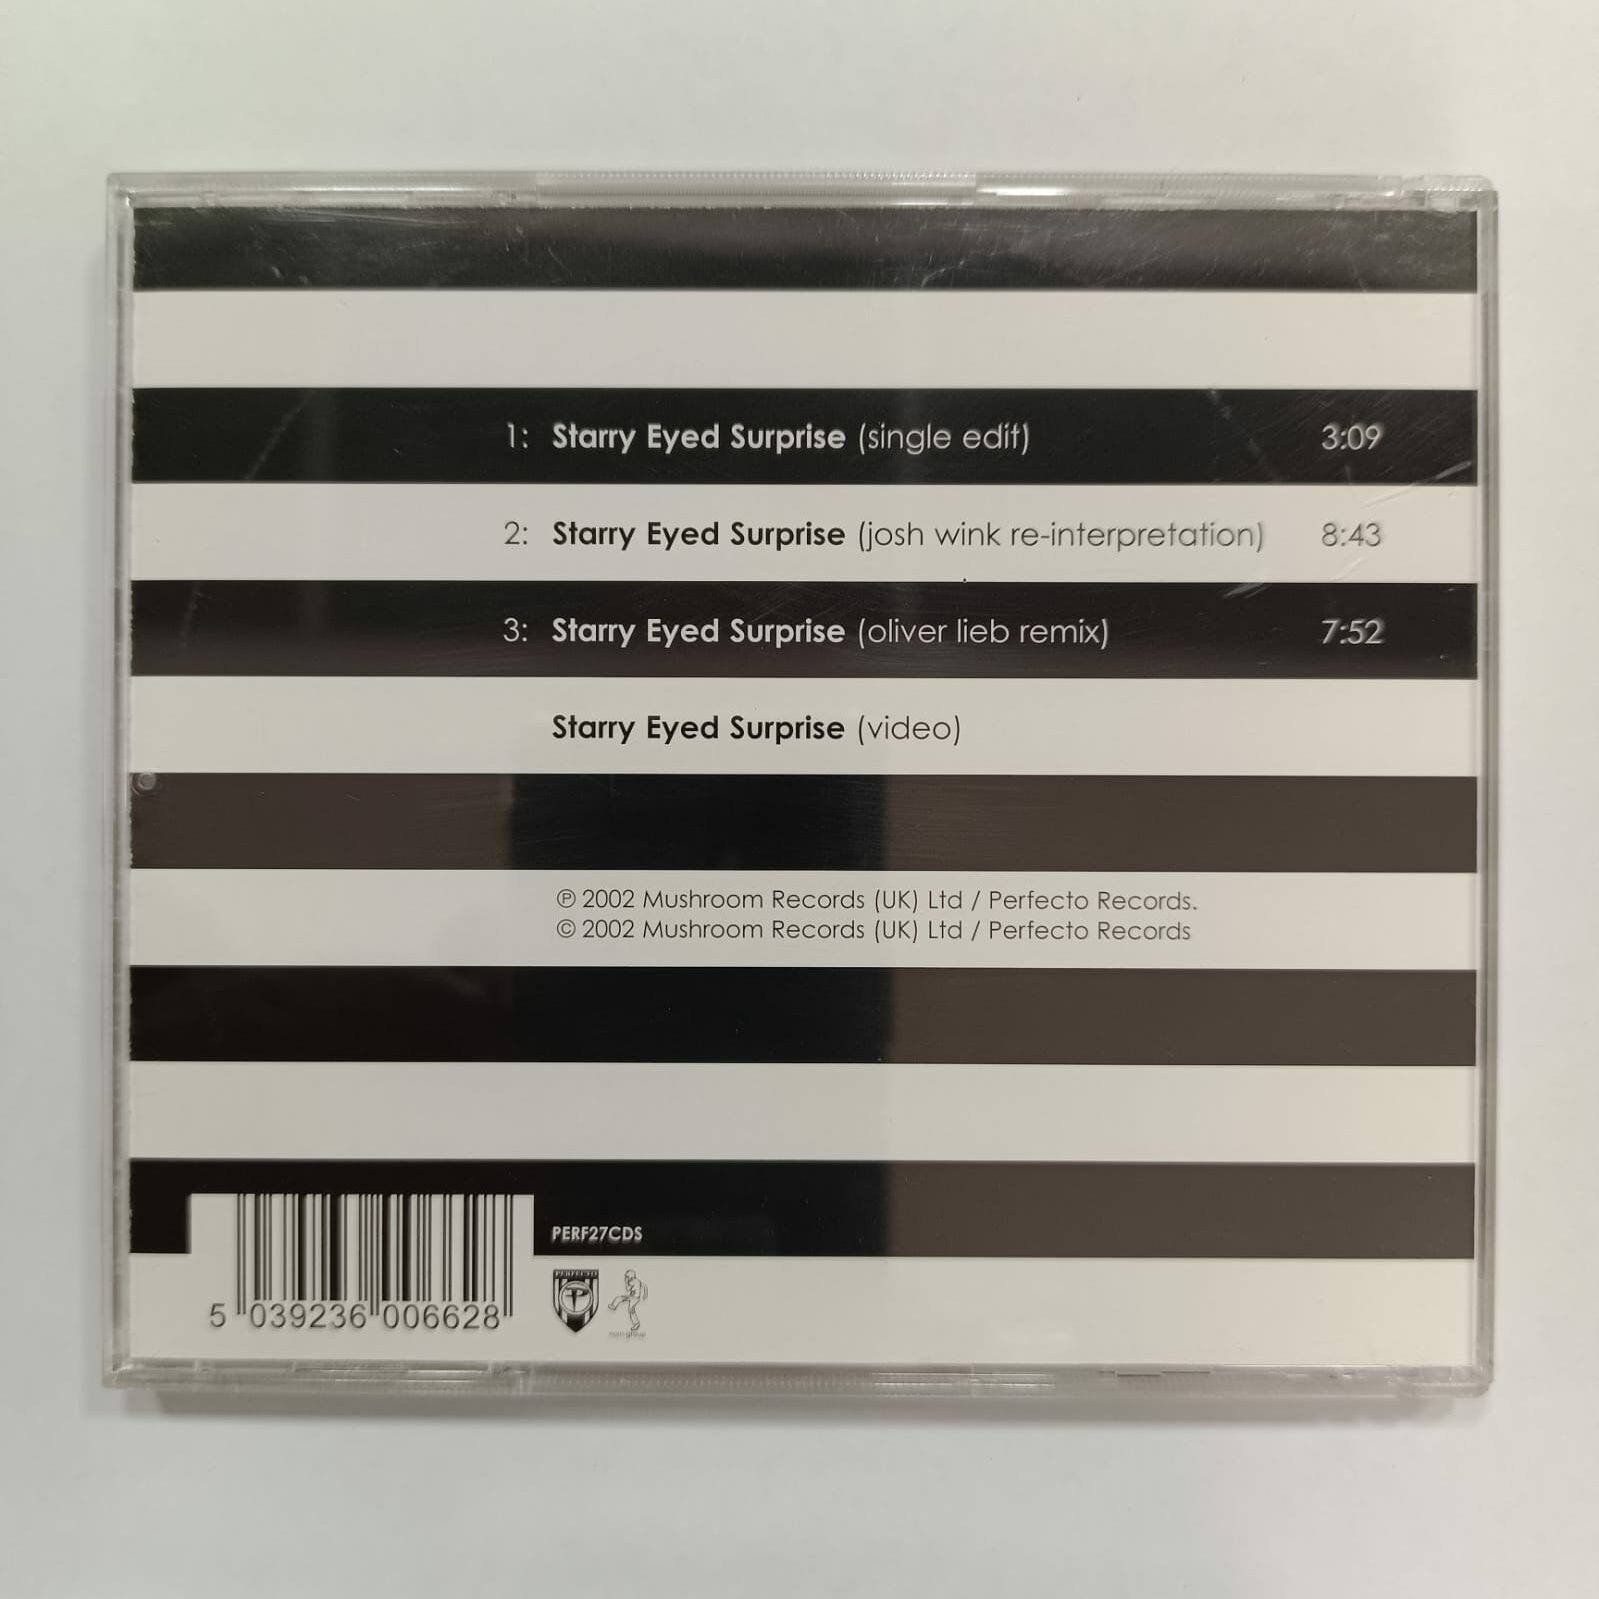 1: Starry Eyed Surprise (single edit) 3:09
2: Starry Eyed Surprise (josh wink re-interpretation) 8:43
3: Starry Eyed Surprise (oliver lieb remix) 7:52
Starry Eyed Surprise (video)
℗ 2002 Mushroom Records (UK) Ltd / Perfecto Records.
© 2002 Mushroom Records (UK) Ltd / Perfecto Records
PERF27CDS
PERFECTO
P
5 039236 006628